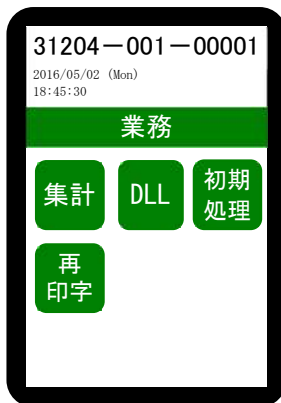 31204－001－00001
2016/05/02 (Mon)
18:45:30
業務
集計
DLL
初期
処理
再
印字